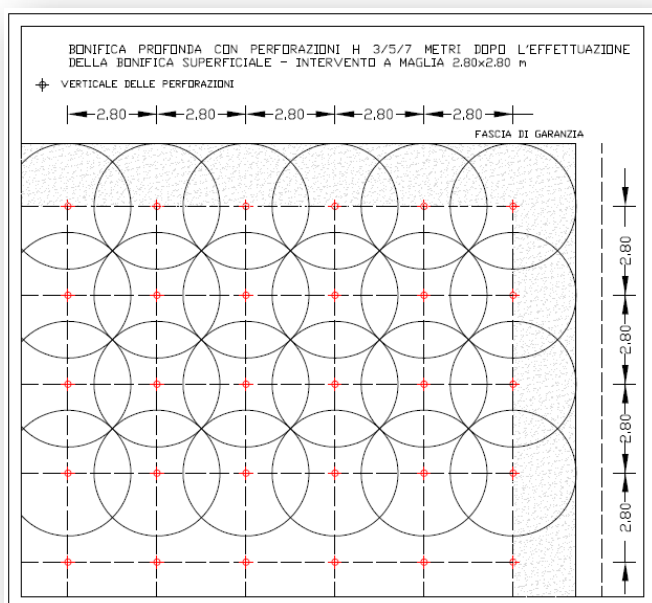 BONIFICA PROFONDA CON PERFORAZIONI H 3/5/7 METRI DOPO L'EFFETTUAZIONE
DELLA BONIFICA SUPERFICIALE - INTERVENTO A MAGLIA 2.80x2.80 m
VERTICALE DELLE PERFORAZIONI
2.80 2.80 2.80 2.80 2.80
FASCIA DI GARANZIA
2.80
2.80
2.80
2.80